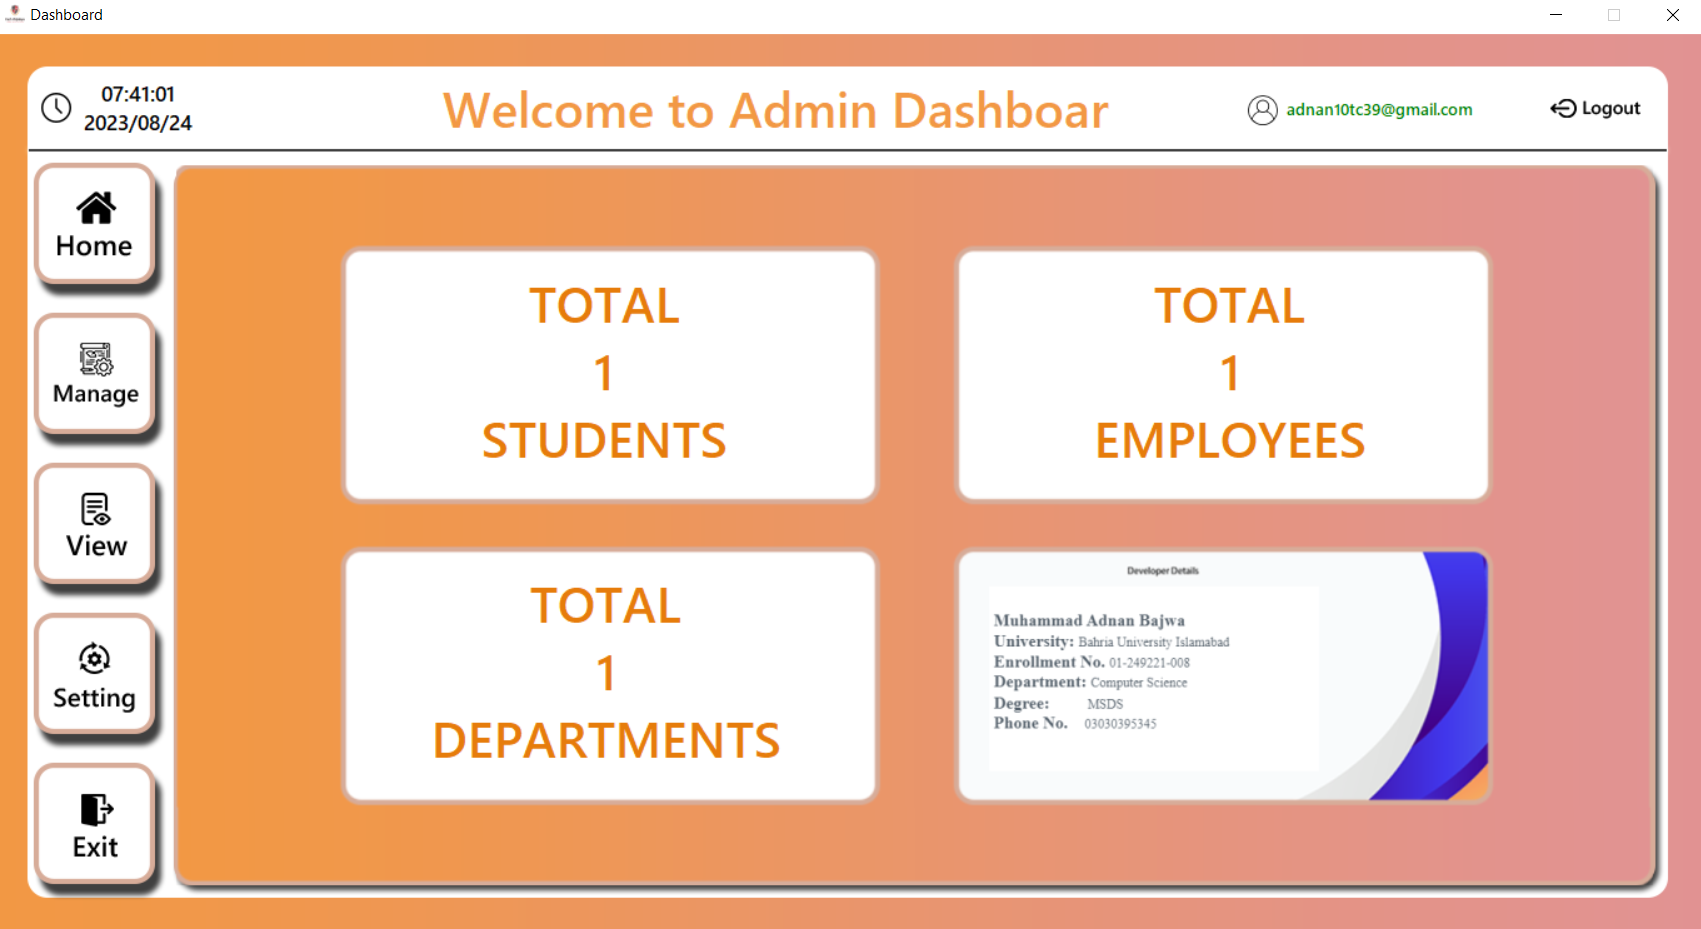 Dashboard
07:41:01
2023/08/24
Welcome to Admin Dashboar
adnan10tc39@gmail.com
Logout
Home
Manage
View
Setting
Exit
TOTAL
1
STUDENTS
TOTAL
1
EMPLOYEES
TOTAL
1
DEPARTMENTS
Developer Details
Muhammad Adnan Bajwa
University: Bahria University Islamabad
Enrollment No. 01-249221-008
Department: Computer Science
Degree: MSDS
Phone No. 03030395345